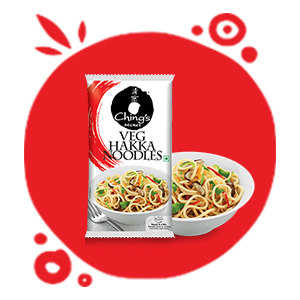 Ching's
SECRET
VEG
HAKKA
NOODLES